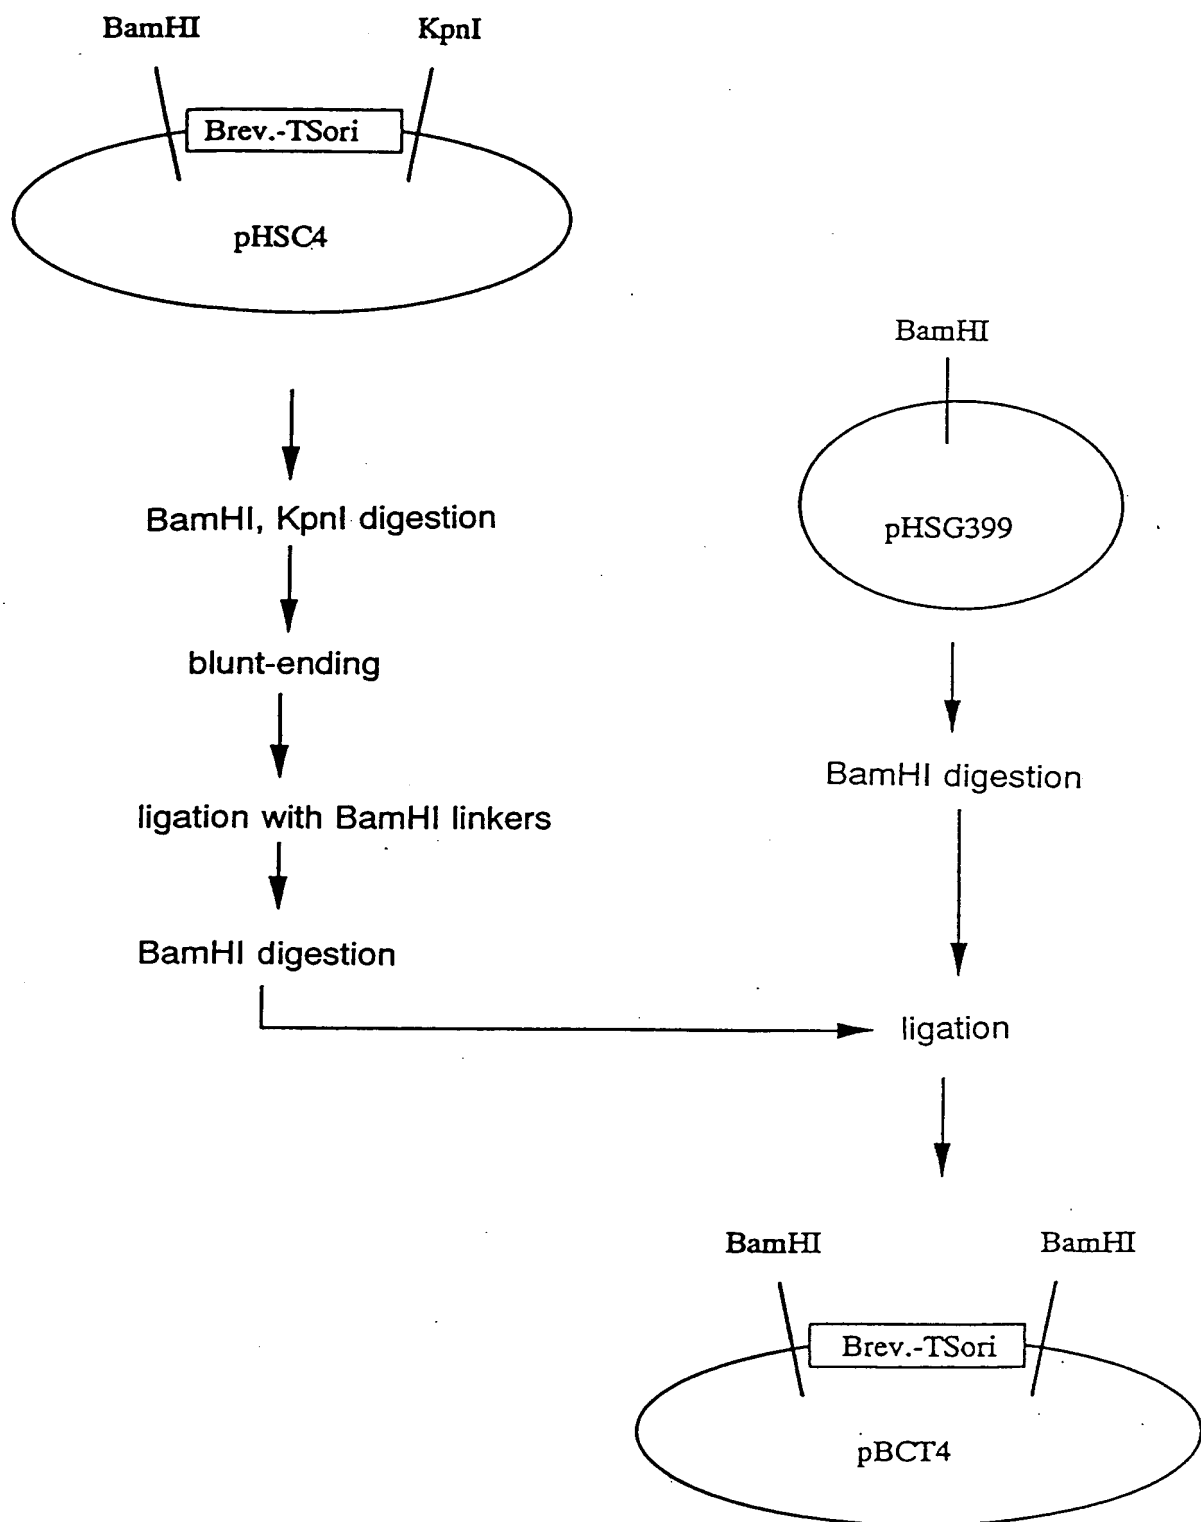 BamHI
KpnI
Brev.-TSori
pHSC4
BamHI, KpnI digestion
blunt-ending
ligation with BamHI linkers
BamHI digestion
BamHI
pHSG399
BamHI digestion
ligation
BamHI
BamHI
Brev.-TSori
pBCT4